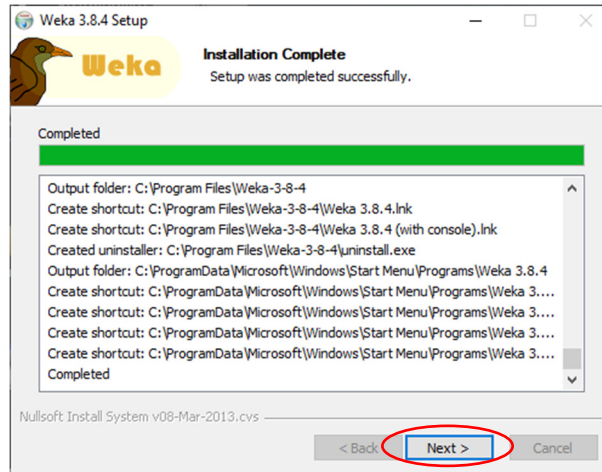 Weka 3.8.4 Setup
Weka
Installation Complete
Setup was completed successfully.
Completed
Output folder: C:\Program Files\Weka-3-8-4
Create shortcut: C:\Program Files\Weka-3-8-4\Weka 3.8.4.lnk
Create shortcut: C:\Program Files\Weka-3-8-4\Weka 3.8.4 (with console).lnk
Created uninstaller: C:\Program Files\Weka-3-8-4\uninstall.exe
Output folder: C:\ProgramData\Microsoft\Windows\Start Menu\Programs\Weka 3.8.4
Create shortcut: C:\ProgramData\Microsoft\Windows\Start Menu\Programs\Weka 3....
Create shortcut: C:\ProgramData\Microsoft\Windows\Start Menu\Programs\Weka 3....
Create shortcut: C:\ProgramData\Microsoft\Windows\Start Menu\Programs\Weka 3....
Create shortcut: C:\ProgramData\Microsoft\Windows\Start Menu\Programs\Weka 3....
Completed
Nullsoft Install System v08-Mar-2013.cvs
< Back Next > Cancel